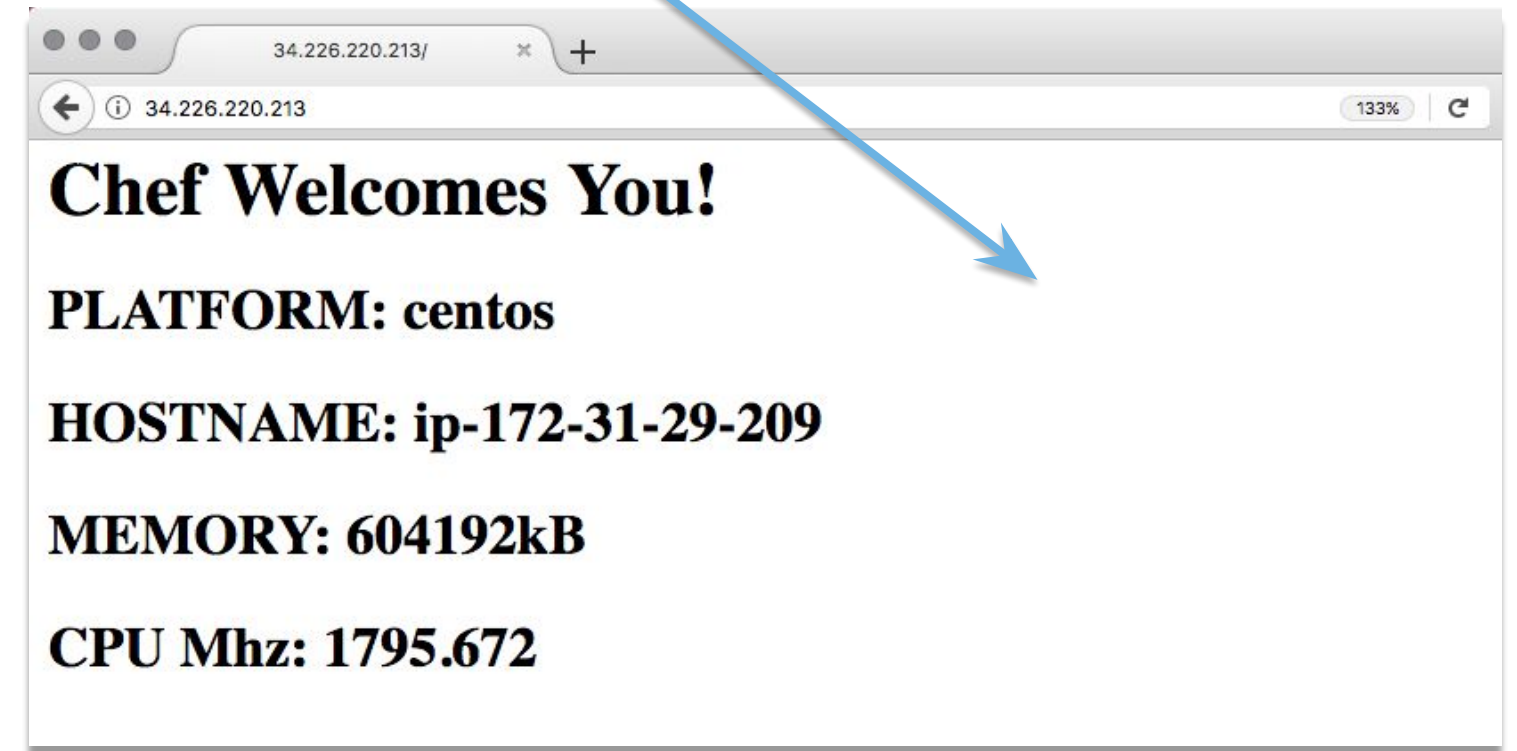 34.226.220.213/
34.226.220.213 133%
Chef Welcomes You!
PLATFORM: centos
HOSTNAME: ip-172-31-29-209
MEMORY: 604192kB
CPU Mhz: 1795.672